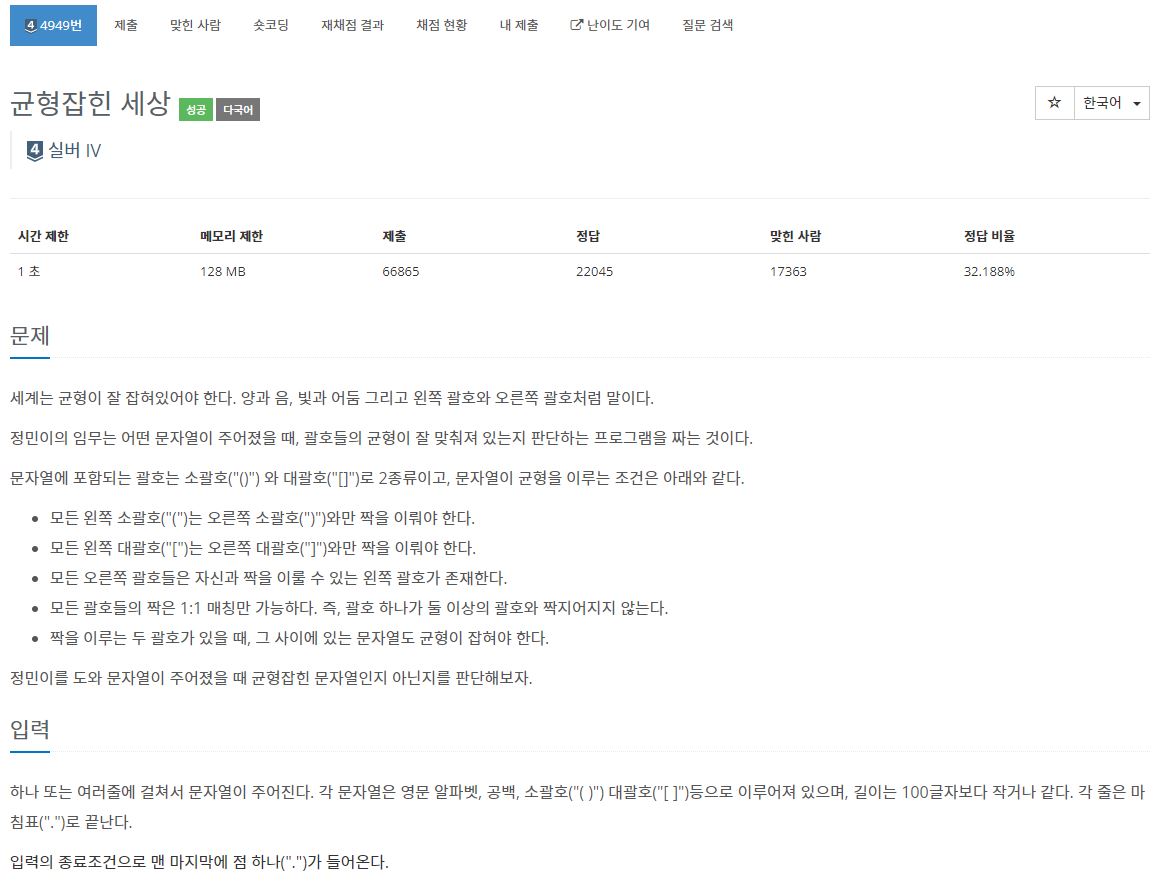 4 4949번 제출 맞힌 사람 숏코딩 재채점 결과 채점 현황 내 제출 난이도 기여 질문 검색
균형잡힌 세상 성공 다국어 ☆ 한국어
4 실버 IV
시간 제한 메모리 제한 제출 정답 맞힌 사람 정답 비율
1 초 128 MB 66865 22045 17363 32.188%
문제
세계는 균형이 잘 잡혀있어야 한다. 양과 음, 빛과 어둠 그리고 왼쪽 괄호와 오른쪽 괄호처럼 말이다.
정민이의 임무는 어떤 문자열이 주어졌을 때, 괄호들의 균형이 잘 맞춰져 있는지 판단하는 프로그램을 짜는 것이다.
문자열에 포함되는 괄호는 소괄호("()") 와 대괄호("[]")로 2종류이고, 문자열이 균형을 이루는 조건은 아래와 같다.
• 모든 왼쪽 소괄호("(")는 오른쪽 소괄호(")")와만 짝을 이뤄야 한다.
• 모든 왼쪽 대괄호("[")는 오른쪽 대괄호("]")와만 짝을 이뤄야 한다.
• 모든 오른쪽 괄호들은 자신과 짝을 이룰 수 있는 왼쪽 괄호가 존재한다.
• 모든 괄호들의 짝은 1:1 매칭만 가능하다. 즉, 괄호 하나가 둘 이상의 괄호와 짝지어지지 않는다.
• 짝을 이루는 두 괄호가 있을 때, 그 사이에 있는 문자열도 균형이 잡혀야 한다.
정민이를 도와 문자열이 주어졌을 때 균형잡힌 문자열인지 아닌지를 판단해보자.
입력
하나 또는 여러줄에 걸쳐서 문자열이 주어진다. 각 문자열은 영문 알파벳, 공백, 소괄호("( )") 대괄호("[ ]")등으로 이루어져 있으며, 길이는 100글자보다 작거나 같다. 각 줄은 마
침표(".")로 끝난다.
입력의 종료조건으로 맨 마지막에 점 하나(".")가 들어온다.